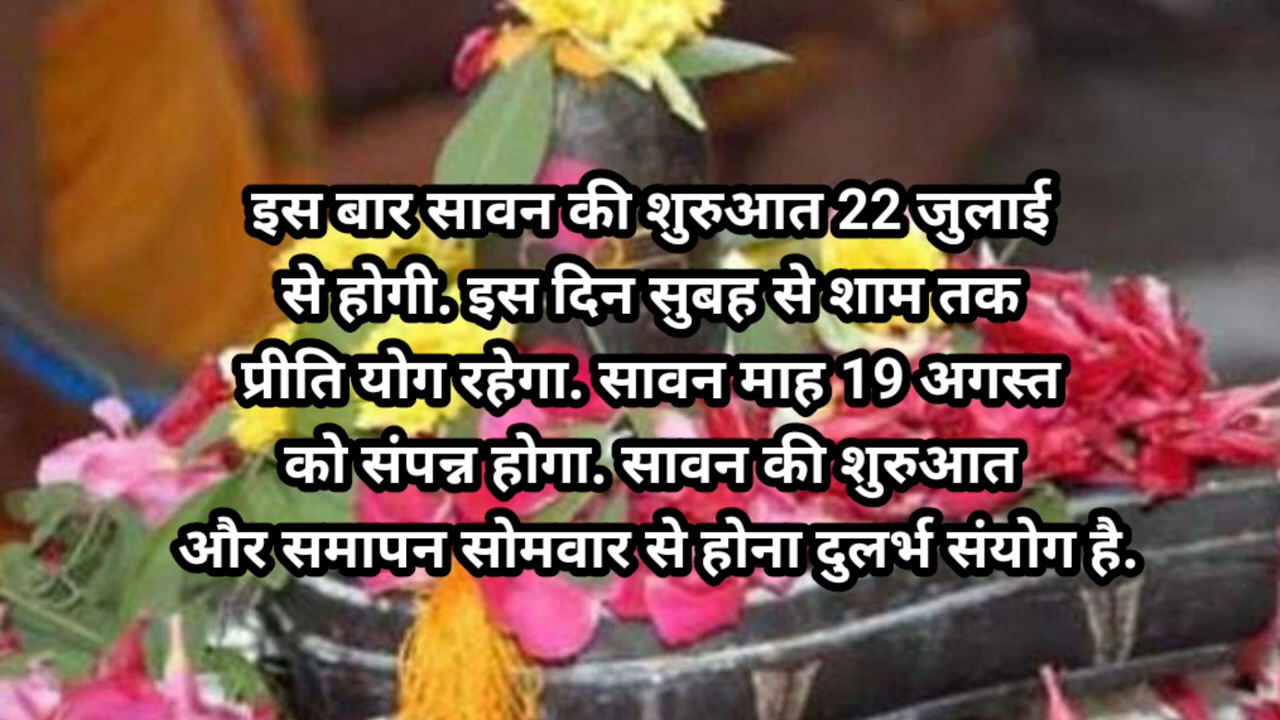 इस बार सावन की शुरुआत 22 जुलाई
से होगी. इस दिन सुबह से शाम तक
प्रीति योग रहेगा. सावन माह 19 अगस्त
को संपन्न होगा. सावन की शुरुआत
और समापन सोमवार से होना दुलर्भ संयोग है.